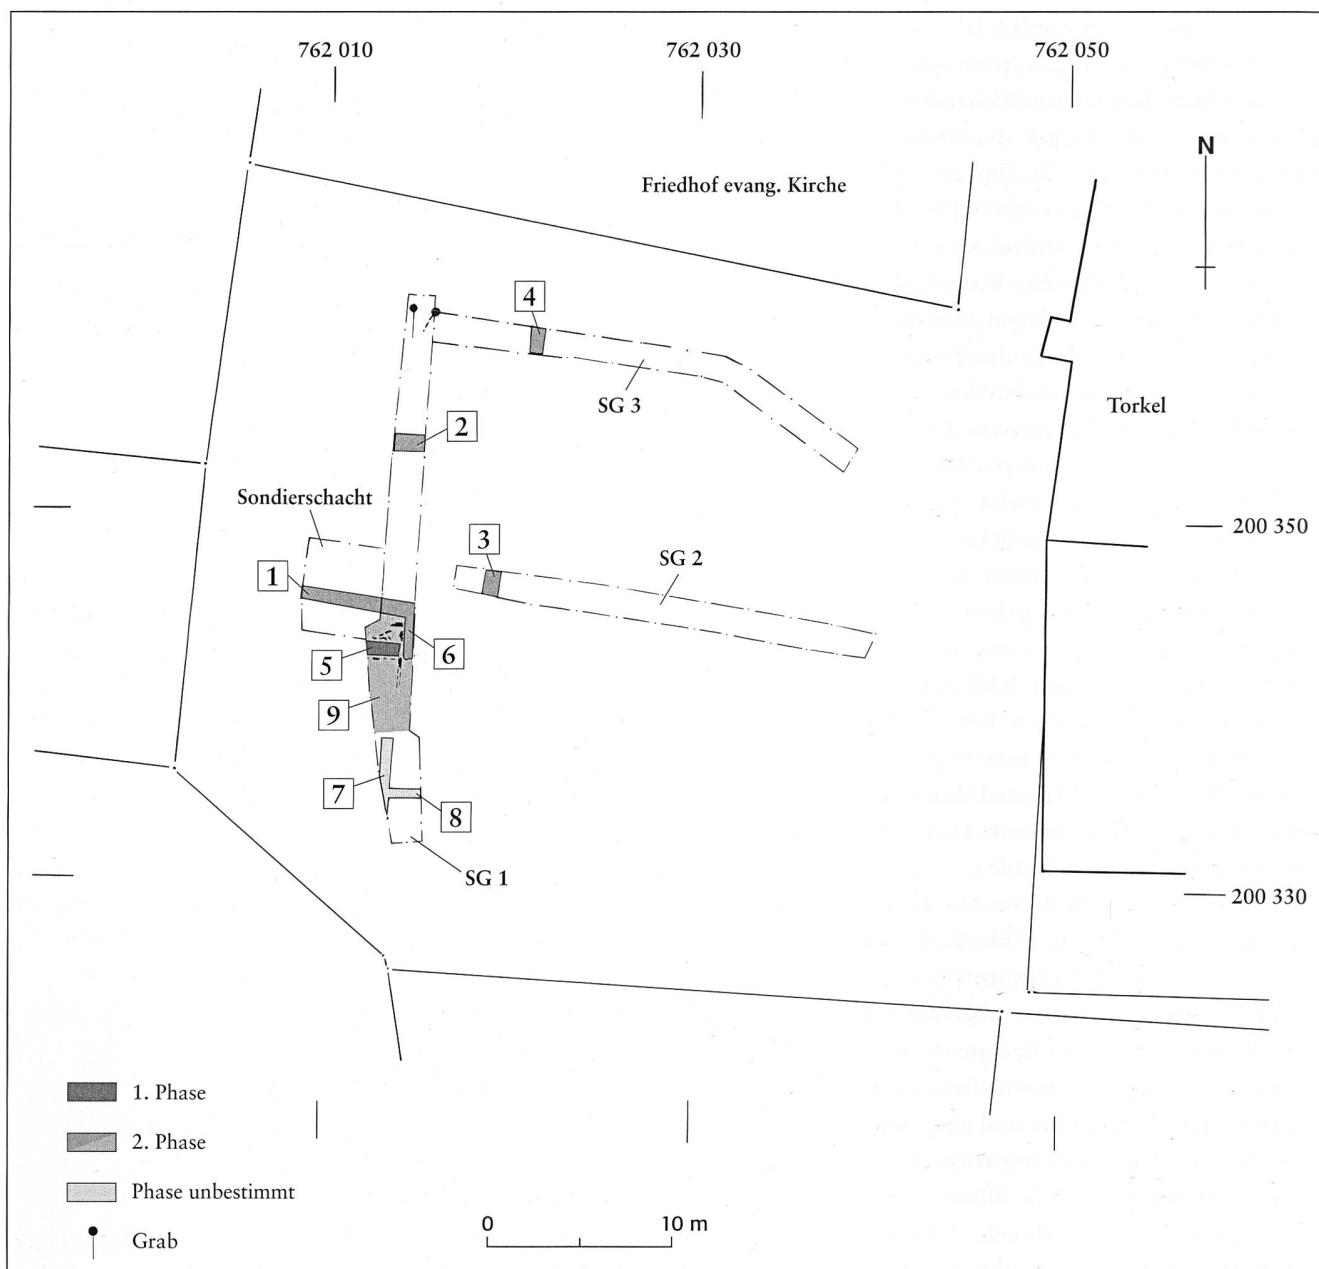 762 010
762 030
762 050
N
Friedhof evang. Kirche
4
SG 3
Torkel
2
Sondierschacht
200 350
3
SG 2
1
5
6
9
7
8
SG 1
200 330
1. Phase
2. Phase
Phase unbestimmt
0 10 m
Grab